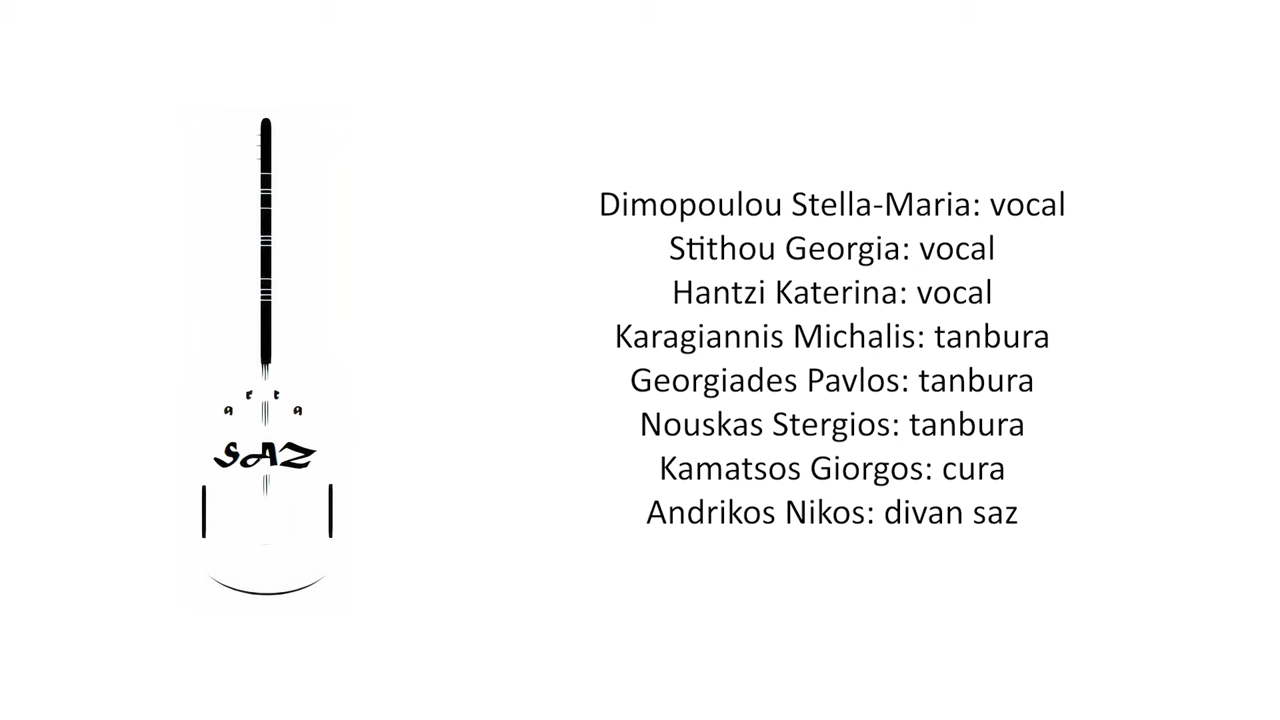 SAZ
Dimopoulou Stella-Maria: vocal
Stithou Georgia: vocal
Hantzi Katerina: vocal
Karagiannis Michalis: tanbura
Georgiades Pavlos: tanbura
Nouskas Stergios: tanbura
Kamatsos Giorgos: cura
Andrikos Nikos: divan saz